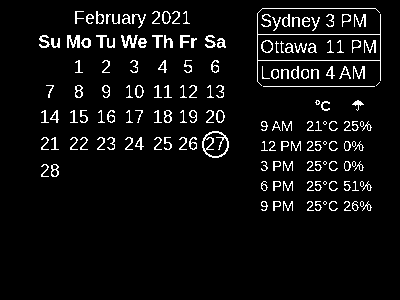 February 2021
Su Mo Tu We Th Fr Sa
1 2 3 4 5 6
7 8 9 10 11 12 13
14 15 16 17 18 19 20
21 22 23 24 25 26 27
28
Sydney 3 PM
Ottawa 11 PM
London 4 AM
°C ☂
9 AM 21°C 25%
12 PM 25°C 0%
3 PM 25°C 0%
6 PM 25°C 51%
9 PM 25°C 26%